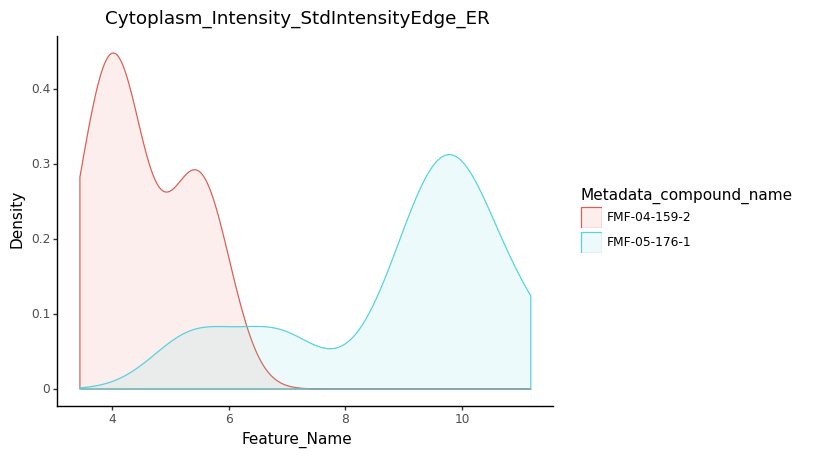 Cytoplasm_Intensity_StdIntensityEdge_ER
0.4
0.3
0.2
0.1
0
Density
4 6 8 10
Feature_Name
Metadata_compound_name
FMF-04-159-2
FMF-05-176-1